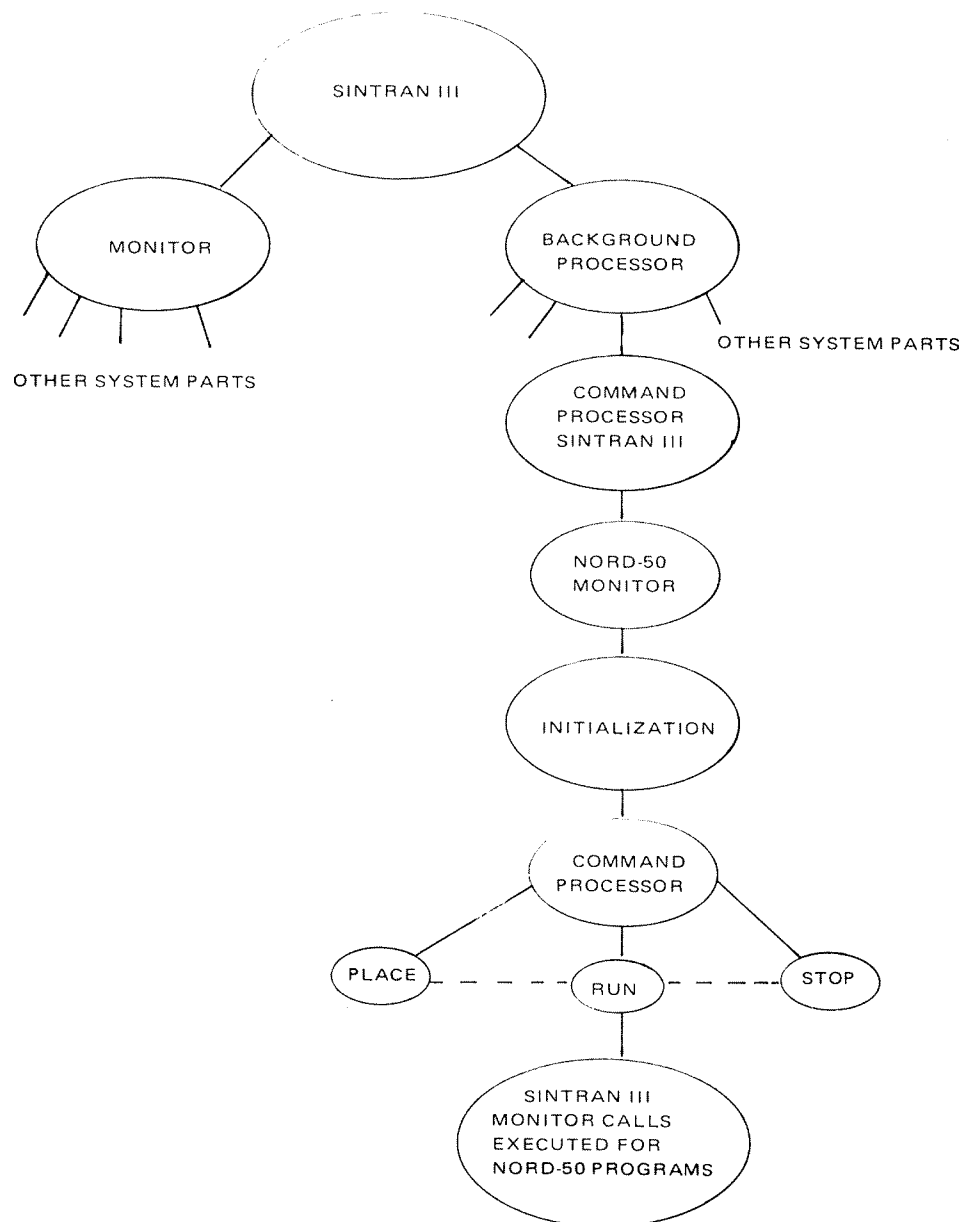 SINTRAN III
MONITOR
BACKGROUND
PROCESSOR
OTHER SYSTEM PARTS
OTHER SYSTEM PARTS
COMMAND
PROCESSOR
SINTRAN III
NORD-50
MONITOR
INITIALIZATION
COMMAND
PROCESSOR
PLACE
RUN
STOP
SINTRAN III
MONITOR CALLS
EXECUTED FOR
NORD-50 PROGRAMS